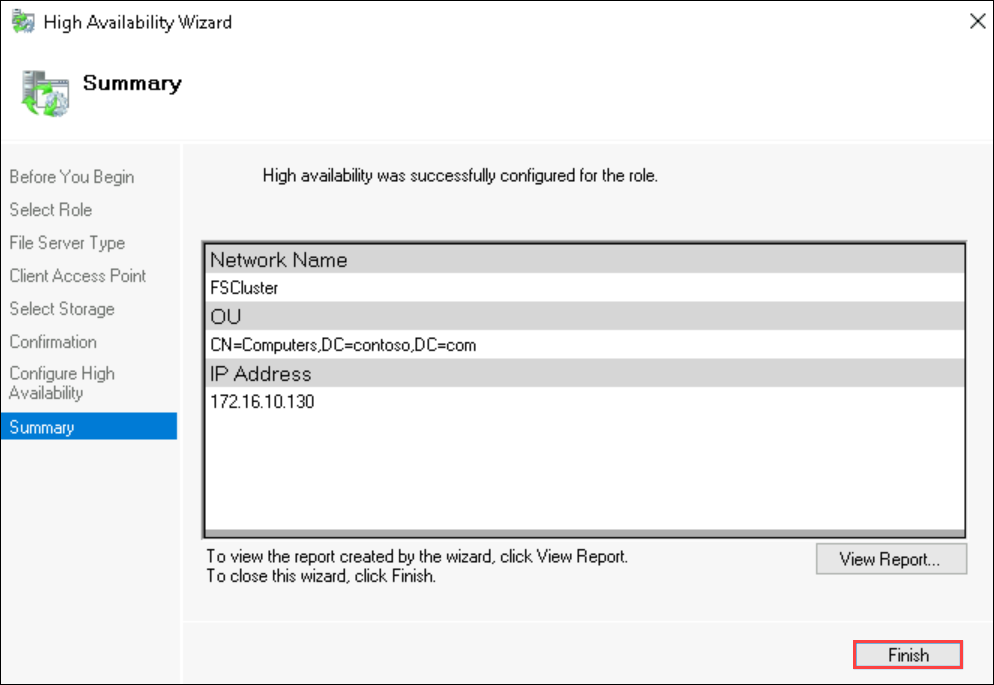 High Availability Wizard
Summary
Before You Begin
Select Role
File Server Type
Client Access Point
Select Storage
Confirmation
Configure High
Availability
Summary
High availability was successfully configured for the role.
Network Name
FSCluster
OU
CN=Computers,DC=contoso,DC=com
IP Address
172.16.10.130
To view the report created by the wizard, click View Report.
To close this wizard, click Finish.
View Report...
Finish